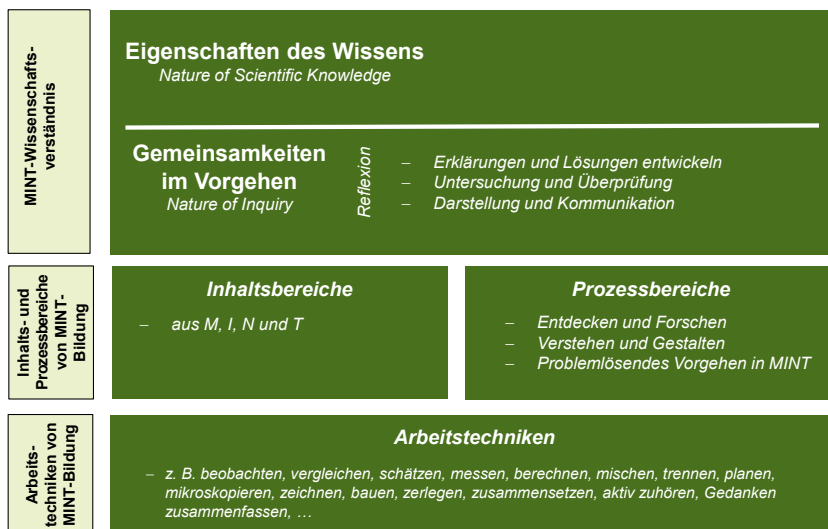 MINT-Wissenschafts-
verständnis
Eigenschaften des Wissens
Nature of Scientific Knowledge
Gemeinsamkeiten
im Vorgehen
Nature of Inquiry
Reflexion
– Erklärungen und Lösungen entwickeln
– Untersuchung und Überprüfung
– Darstellung und Kommunikation
Inhalts- und
Prozessbereiche
von MINT-
Bildung
Inhaltsbereiche
– aus M, I, N und T
Prozessbereiche
– Entdecken und Forschen
– Verstehen und Gestalten
– Problemlösendes Vorgehen in MINT
Arbeits-
techniken von
MINT-Bildung
Arbeitstechniken
– z. B. beobachten, vergleichen, schätzen, messen, berechnen, mischen, trennen, planen,
mikroskopieren, zeichnen, bauen, zerlegen, zusammensetzen, aktiv zuhören, Gedanken
zusammenfassen, …